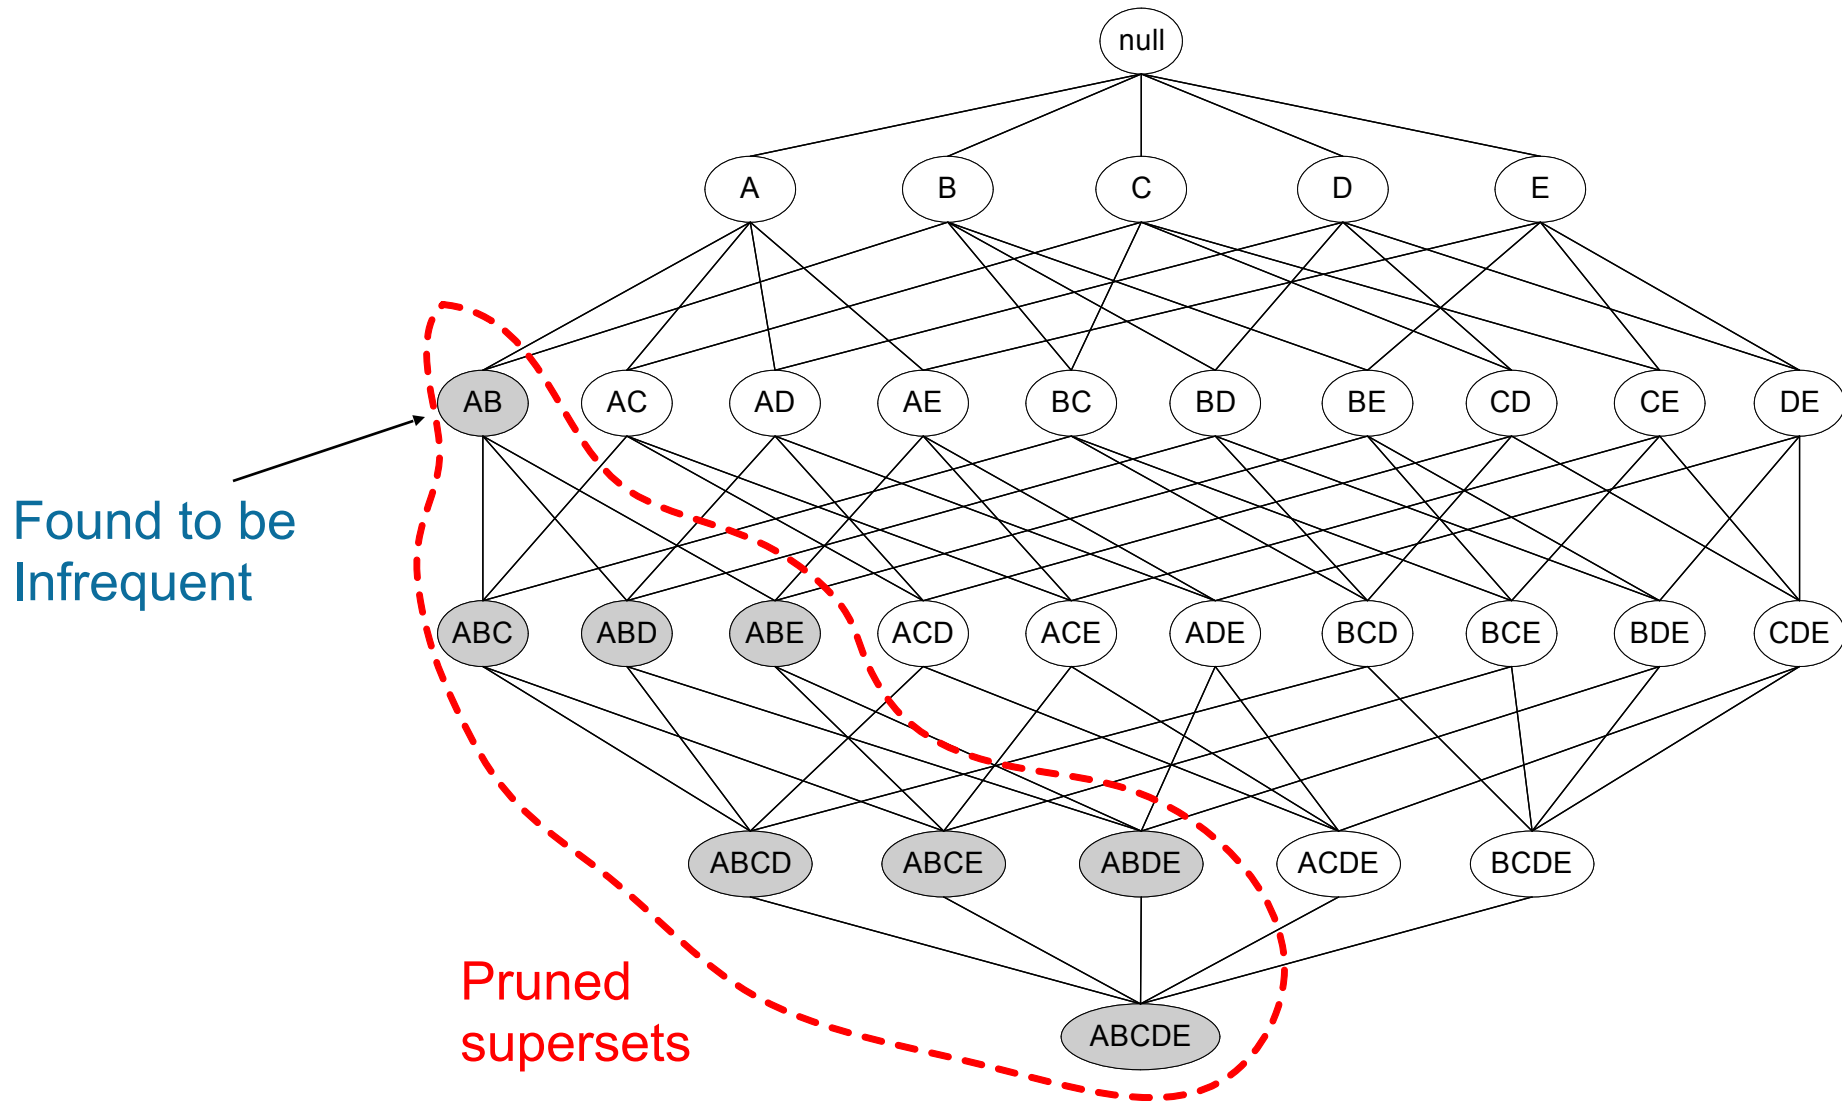 null
A B C D E
AB AC AD AE BC BD BE CD CE DE
Found to be
Infrequent
ABC ABD ABE ACD ACE ADE BCD BCE BDE CDE
ABCD ABCE ABDE ACDE BCDE
Pruned
supersets
ABCDE